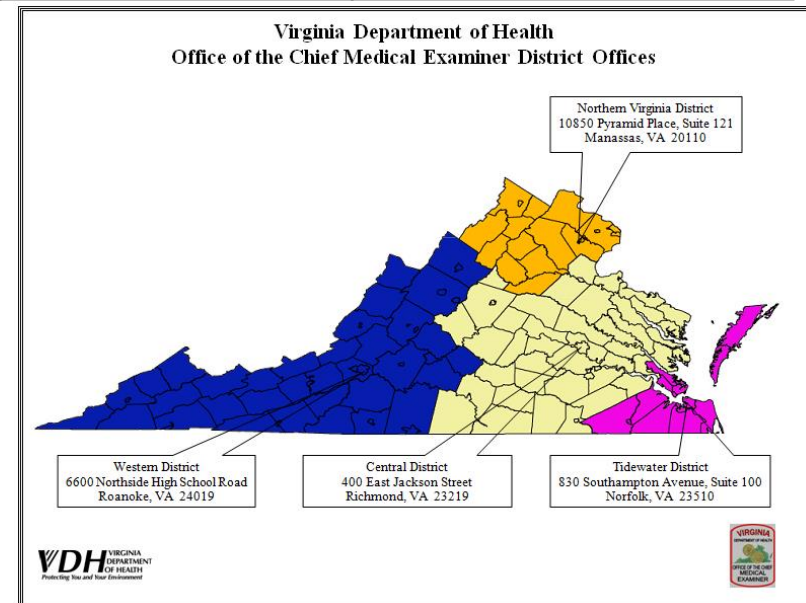 Virginia Department of Health
Office of the Chief Medical Examiner District Offices
Northern Virginia District
10850 Pyramid Place, Suite 121
Manassas, VA 20110
Western District
6600 Northside High School Road
Roanoke, VA 24019
Central District
400 East Jackson Street
Richmond, VA 23219
Tidewater District
830 Southampton Avenue, Suite 100
Norfolk, VA 23510
VDH VIRGINIA
DEPARTMENT
OF HEALTH
Protecting You and Your Environment
VIRGINIA
DEPARTMENT OF HEALTH
OFFICE OF THE CHIEF
MEDICAL
EXAMINER